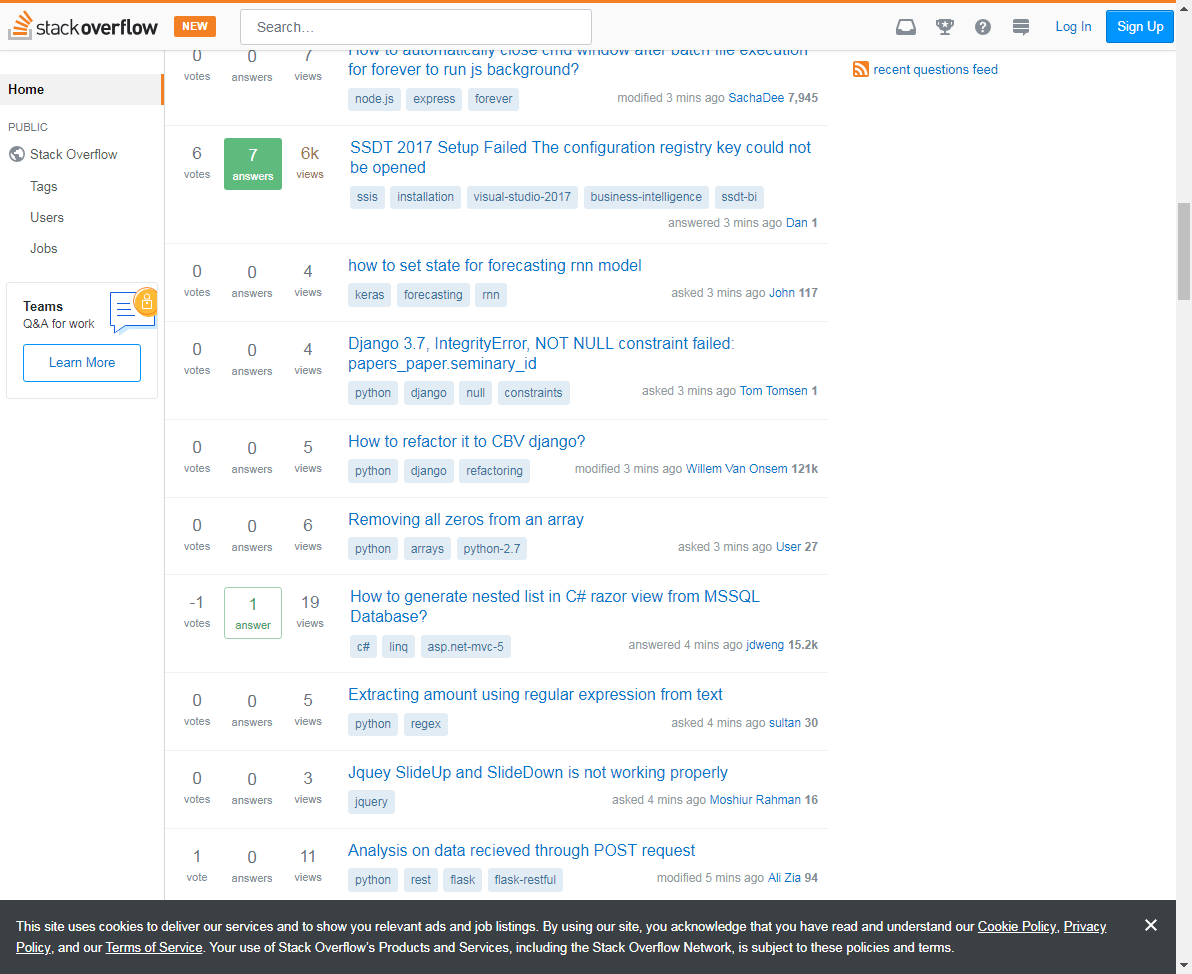 stackoverflow NEW Search… Log In Sign Up
Home
PUBLIC
Stack Overflow
Tags
Users
Jobs
Teams
Q&A for work
Learn More
0 votes 0 answers 7 views
How to automatically close cmd window after batch file execution
for forever to run js background?
node.js express forever
modified 3 mins ago SachaDee 7,945
6 votes 7 answers 6k views
SSDT 2017 Setup Failed The configuration registry key could not
be opened
ssis installation visual-studio-2017 business-intelligence ssdt-bi
answered 3 mins ago Dan 1
0 votes 0 answers 4 views
how to set state for forecasting rnn model
keras forecasting rnn
asked 3 mins ago John 117
0 votes 0 answers 4 views
Django 3.7, IntegrityError, NOT NULL constraint failed:
papers_paper.seminary_id
python django null constraints
asked 3 mins ago Tom Tomsen 1
0 votes 0 answers 5 views
How to refactor it to CBV django?
python django refactoring
modified 3 mins ago Willem Van Onsem 121k
0 votes 0 answers 6 views
Removing all zeros from an array
python arrays python-2.7
asked 3 mins ago User 27
-1 votes 1 answer 19 views
How to generate nested list in C# razor view from MSSQL
Database?
c# linq asp.net-mvc-5
answered 4 mins ago jdweng 15.2k
0 votes 0 answers 5 views
Extracting amount using regular expression from text
python regex
asked 4 mins ago sultan 30
0 votes 0 answers 3 views
Jquey SlideUp and SlideDown is not working properly
jquery
asked 4 mins ago Moshiur Rahman 16
1 vote 0 answers 11 views
Analysis on data recieved through POST request
python rest flask flask-restful
modified 5 mins ago Ali Zia 94
recent questions feed
This site uses cookies to deliver our services and to show you relevant ads and job listings. By using our site, you acknowledge that you have read and understand our Cookie Policy, Privacy
Policy, and our Terms of Service. Your use of Stack Overflow's Products and Services, including the Stack Overflow Network, is subject to these policies and terms.